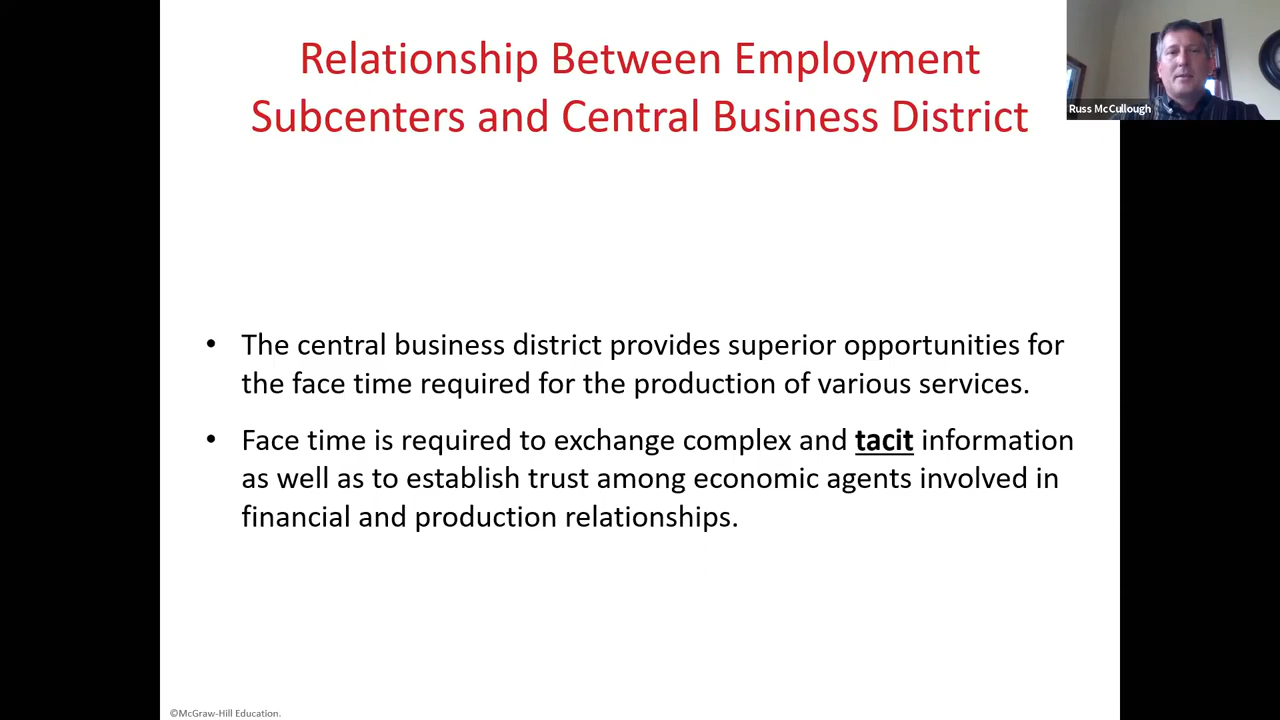 Relationship Between Employment
Subcenters and Central Business District
Russ McCullough
• The central business district provides superior opportunities for
the face time required for the production of various services.
• Face time is required to exchange complex and tacit information
as well as to establish trust among economic agents involved in
financial and production relationships.
©McGraw-Hill Education.